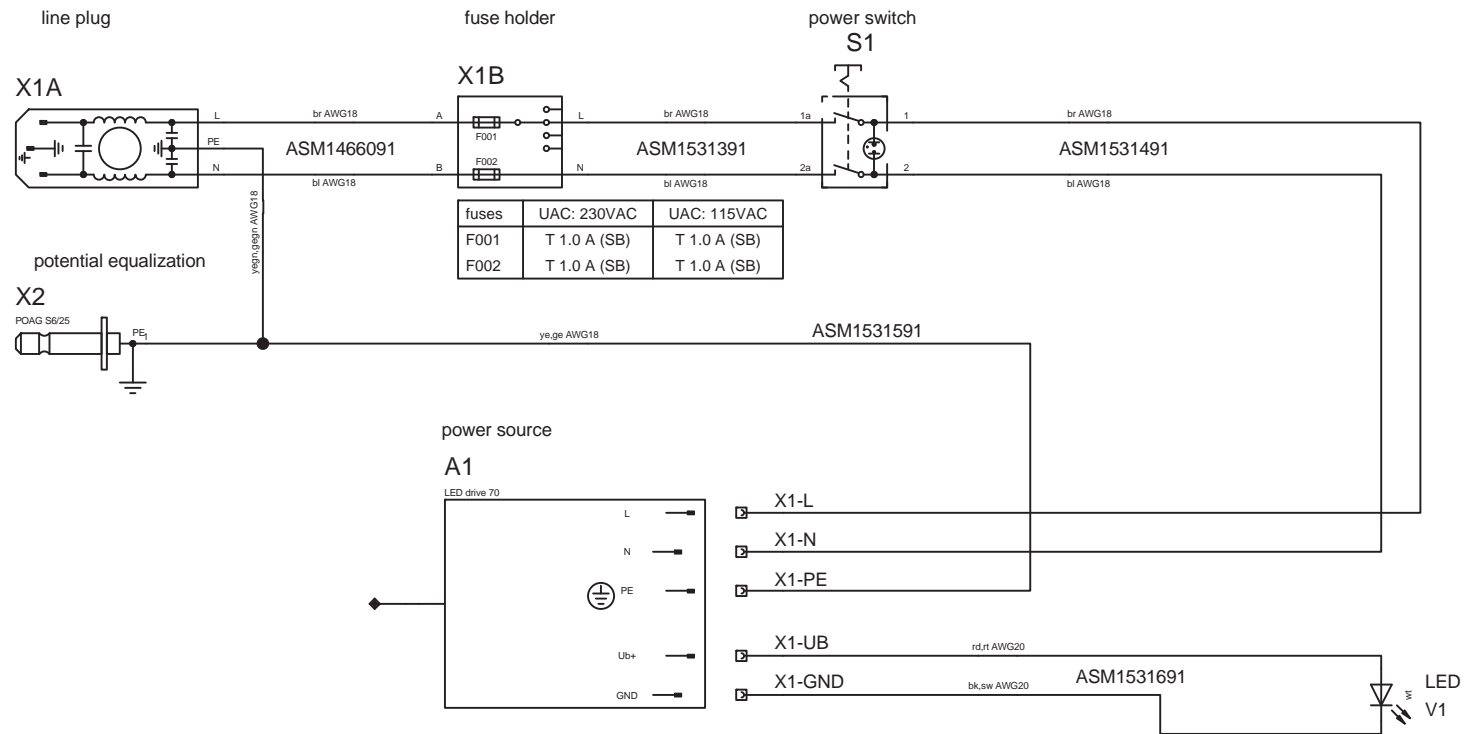 line plug
fuse holder
power switch
S1
X1A
X1B
L
br AWG18
A
L
br AWG18
1a
1
br AWG18
F001
PE
ASM1466091
ASM1531391
ASM1531491
F002
N
bl AWG18
B
N
bl AWG18
2a
2
bl AWG18
yegn,gegn AWG18
fuses UAC: 230VAC UAC: 115VAC
F001 T 1.0 A (SB) T 1.0 A (SB)
F002 T 1.0 A (SB) T 1.0 A (SB)
potential equalization
X2
POAG S6/25
PE
1
ye,ge AWG18
ASM1531591
power source
A1
LED drive 70
L
X1-L
N
X1-N
PE
X1-PE
Ub+
X1-UB
rd,rt AWG20
GND
X1-GND
bk,sw AWG20
ASM1531691
wt
LED
V1